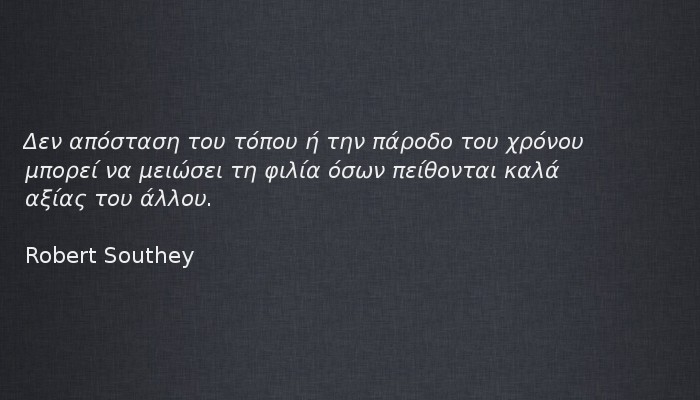 Δεν απόσταση του τόπου ή την πάροδο του χρόνου
μπορεί να μειώσει τη φιλία όσων πείθονται καλά
αξίας του άλλου.
Robert Southey